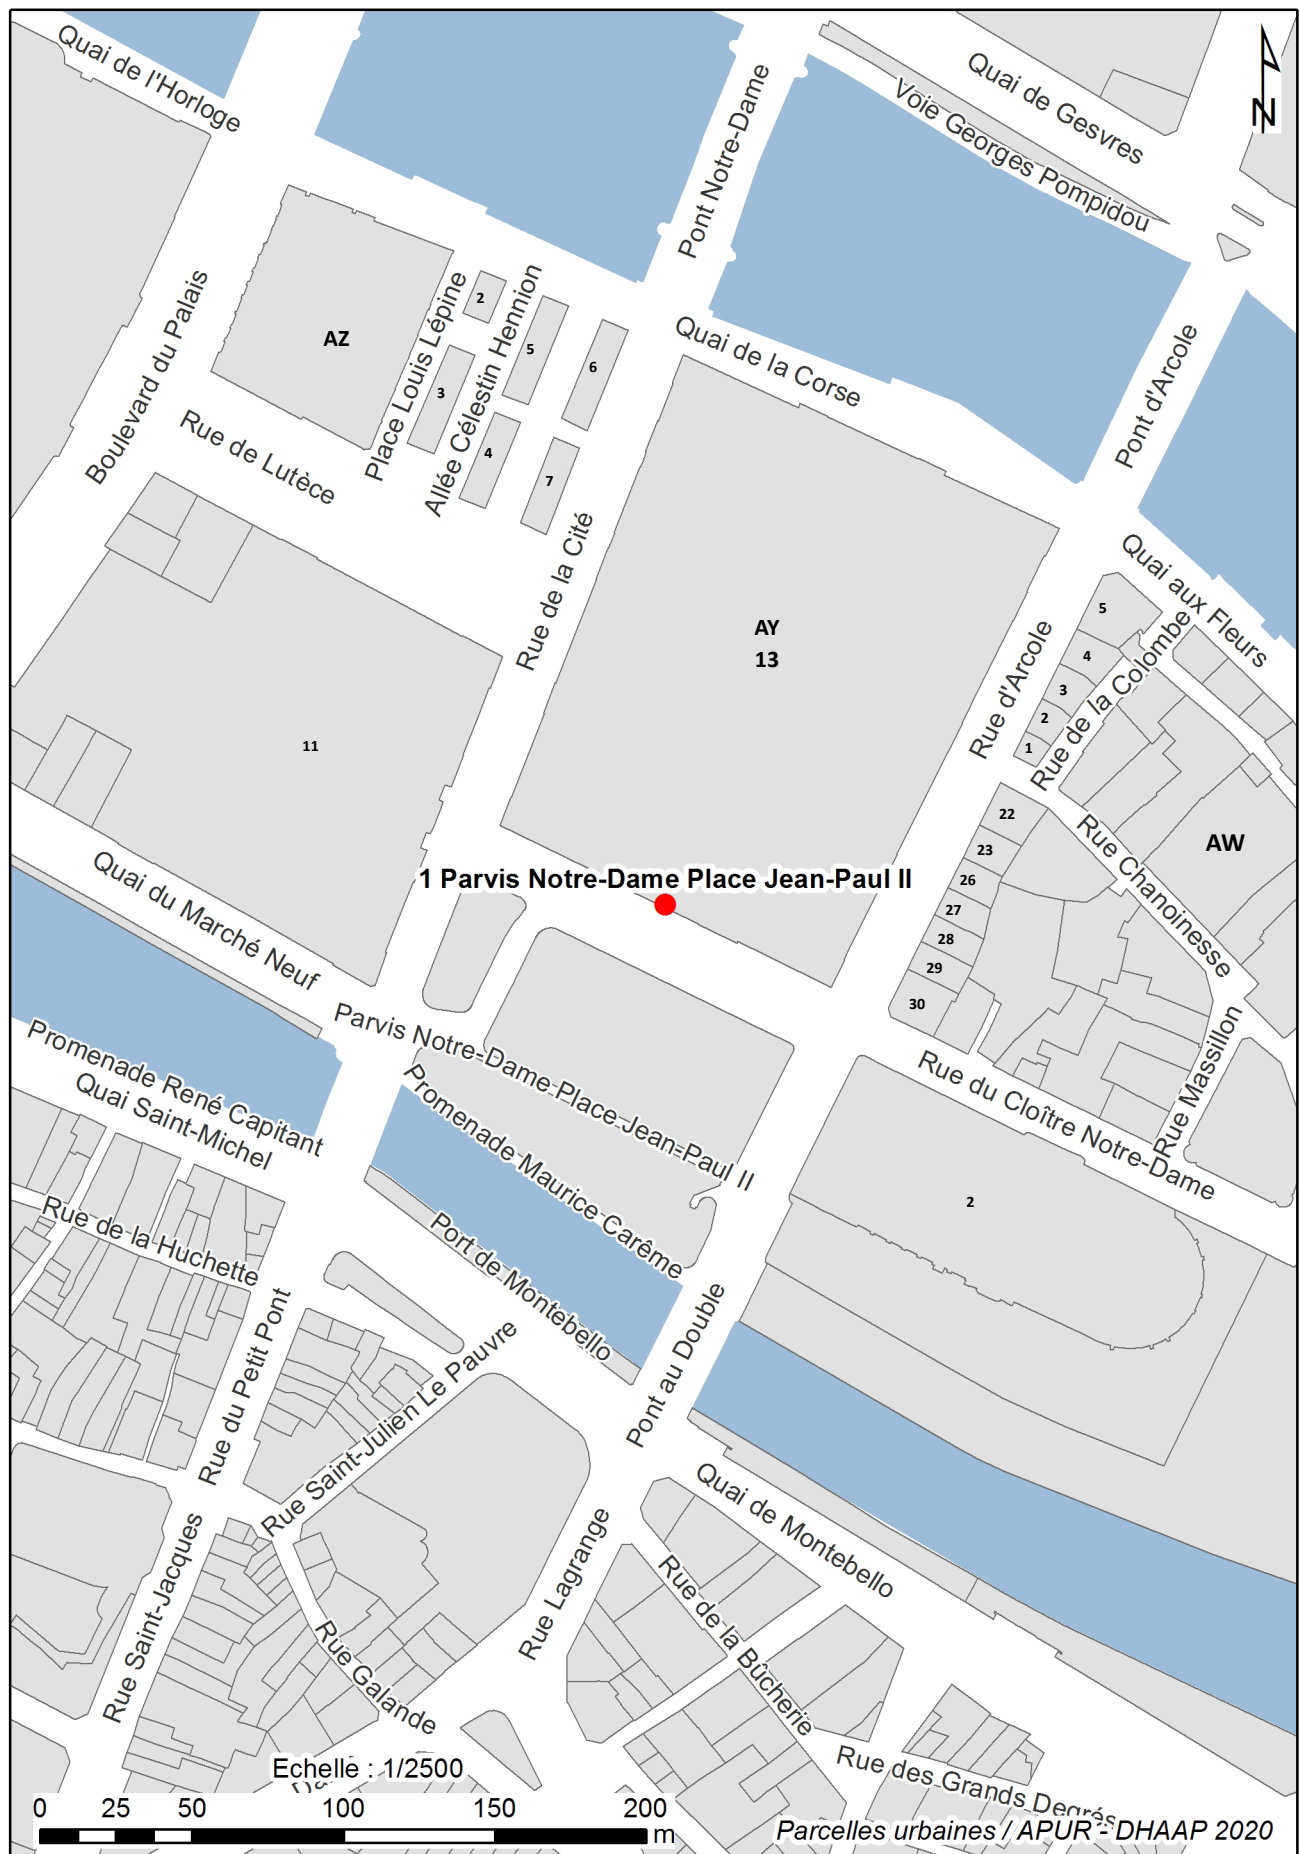 Quai de l'Horloge
Pont Notre-Dame
Quai de Gesvres
Voie Georges Pompidou
N
Boulevard du Palais
AZ
Place Louis Lépine
2
Allée Célestin Hennion
5
6
3
4
7
Quai de la Corse
Pont d'Arcole
Rue de Lutèce
Rue de la Cité
Quai aux Fleurs
AY
13
11
Rue d'Arcole
5
4
3
2
1
Rue de la Colombe
22
23
26
27
28
29
30
Rue Chanoinesse
AW
Quai du Marché Neuf
1 Parvis Notre-Dame Place Jean-Paul II
Parvis Notre-Dame-Place-Jean-Paul II
Rue Massillon
Rue du Cloître Notre-Dame
2
Promenade René Capitant
Quai Saint-Michel
Promenade Maurice Carême
Port de Montebello
Rue de la Huchette
Rue du Petit Pont
Rue Saint-Julien Le Pauvre
Pont au Double
Quai de Montebello
Rue Saint-Jacques
Rue Galande
Rue Lagrange
Rue de la Bûcherie
Rue des Grands Degrés
Echelle : 1/2500
0 25 50 100 150 200
m
Parcelles urbaines / APUR - DHAAP 2020